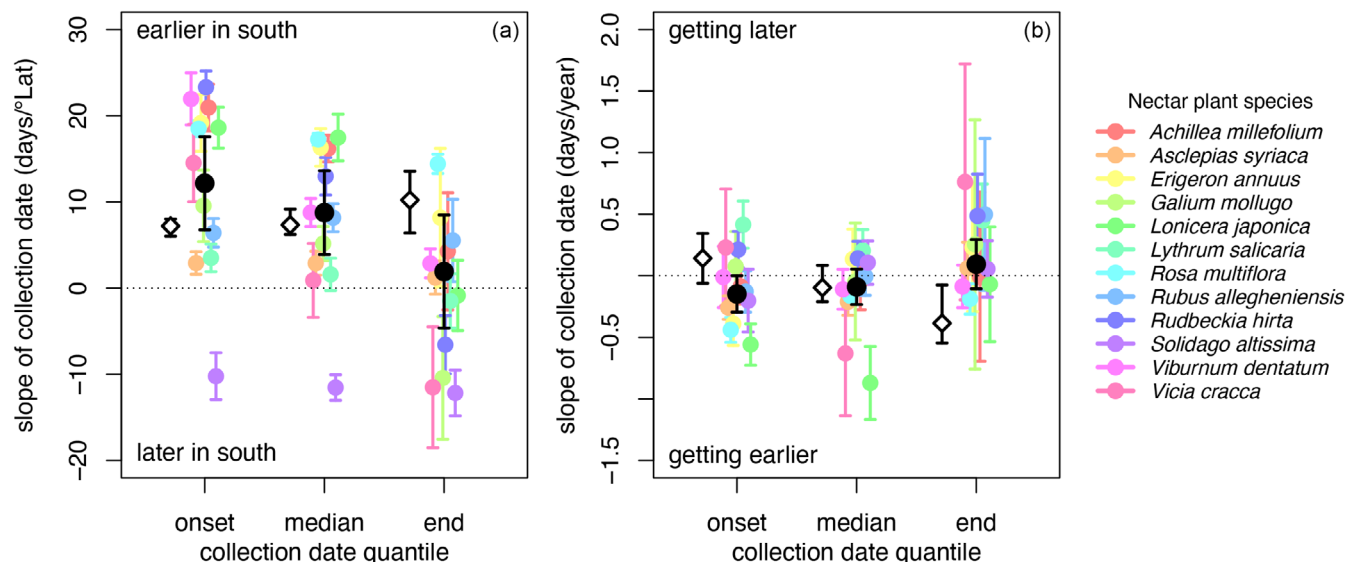 earlier in south
(a)
30
20
10
0
−10
−20
slope of collection date (days/°Lat)
later in south
onset
median
end
collection date quantile
getting later
(b)
2.0
1.5
1.0
0.5
0.0
−0.5
−1.5
slope of collection date (days/year)
getting earlier
onset
median
end
collection date quantile
Nectar plant species
Achillea millefolium
Asclepias syriaca
Erigeron annuus
Galium mollugo
Lonicera japonica
Lythrum salicaria
Rosa multiflora
Rubus allegheniensis
Rudbeckia hirta
Solidago altissima
Viburnum dentatum
Vicia cracca